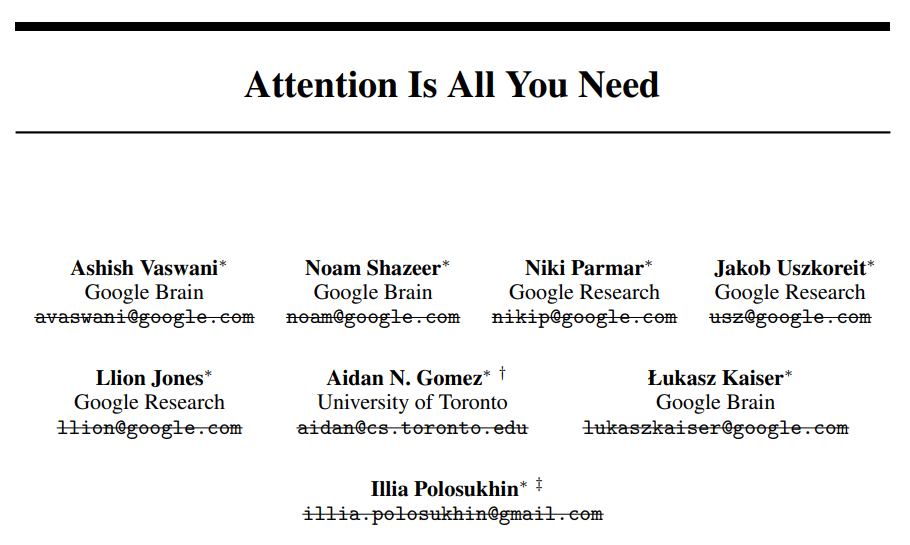 Attention Is All You Need
Ashish Vaswani* Noam Shazeer* Niki Parmar* Jakob Uszkoreit*
Google Brain Google Brain Google Research Google Research
avaswani@google.com noam@google.com nikip@google.com usz@google.com
Llion Jones* Aidan N. Gomez* † Łukasz Kaiser*
Google Research University of Toronto Google Brain
llion@google.com aidan@cs.toronto.edu lukaszkaiser@google.com
Illia Polosukhin* ‡
illia.polosukhin@gmail.com